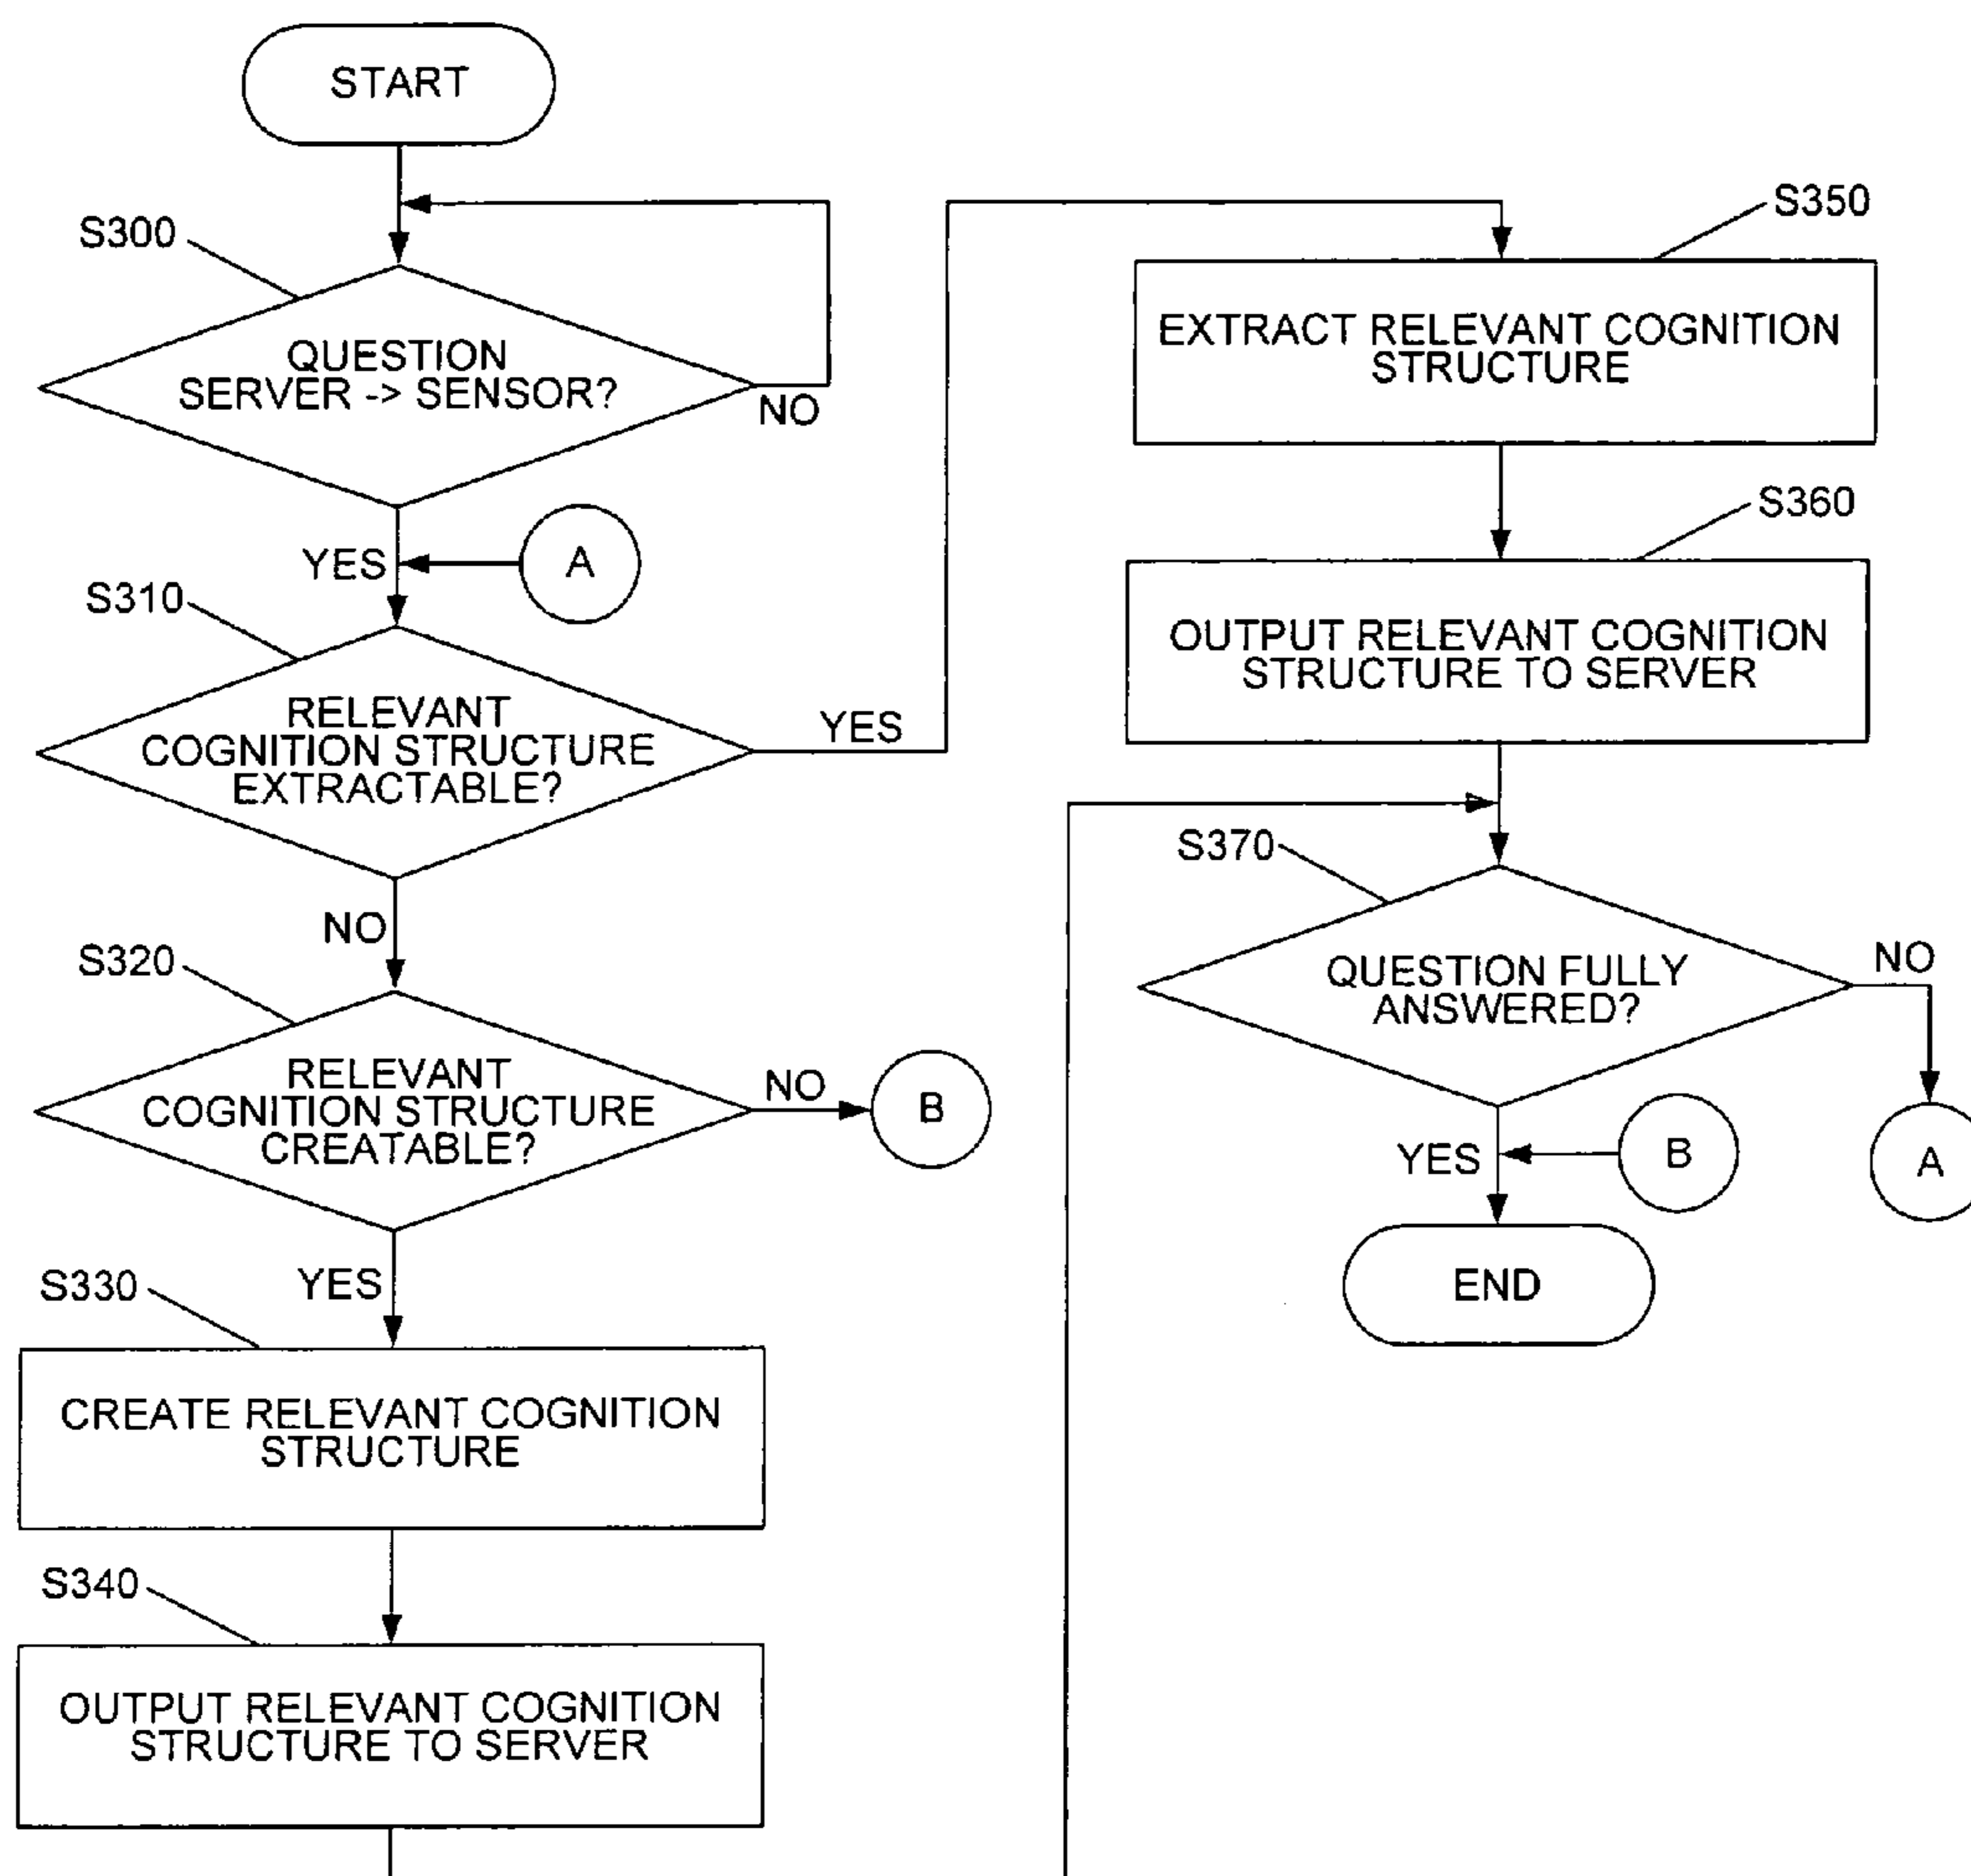 START
S300
QUESTION
SERVER -> SENSOR?
NO
YES
A
S310
RELEVANT
COGNITION STRUCTURE
EXTRACTABLE?
YES
NO
S320
RELEVANT
COGNITION STRUCTURE
CREATABLE?
NO
B
YES
S330
CREATE RELEVANT COGNITION
STRUCTURE
S340
OUTPUT RELEVANT COGNITION
STRUCTURE TO SERVER
S350
EXTRACT RELEVANT COGNITION
STRUCTURE
S360
OUTPUT RELEVANT COGNITION
STRUCTURE TO SERVER
S370
QUESTION FULLY
ANSWERED?
NO
A
YES
B
END